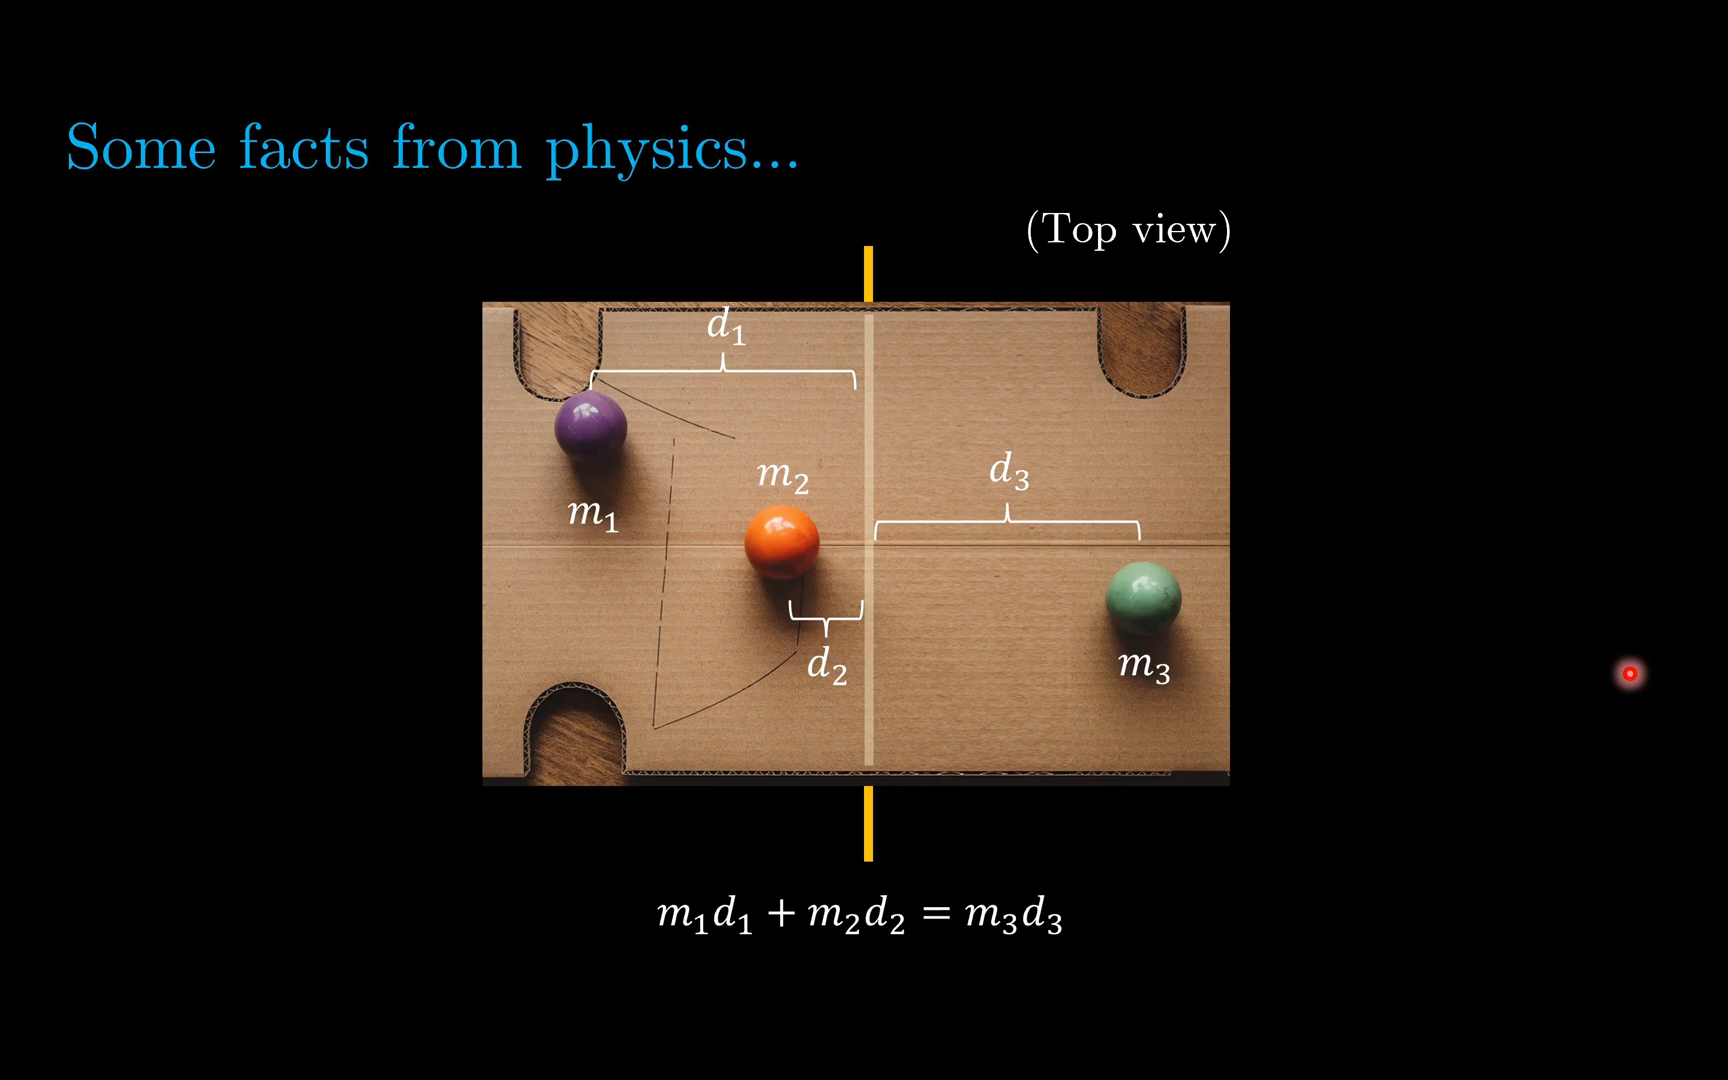 Some facts from physics...
(Top view)
d₁
m₂
d₃
m₁
d₂
m₃
m₁d₁ + m₂d₂ = m₃d₃